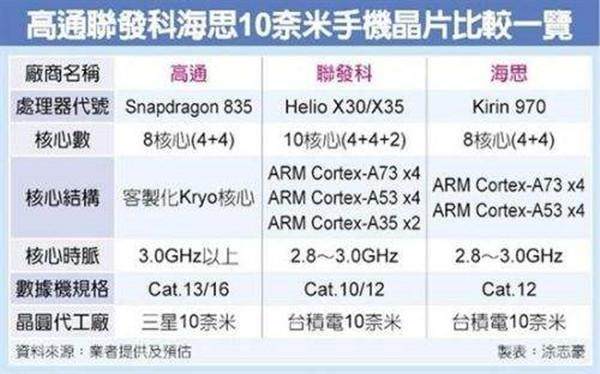 高通聯發科海思10奈米手機晶片比較一覽
廠商名稱 高通 聯發科 海思
處理器代號 Snapdragon 835 Helio X30/X35 Kirin 970
核心數 8核心(4+4) 10核心(4+4+2) 8核心(4+4)
核心結構 客製化Kryo核心 ARM Cortex-A73 x4 ARM Cortex-A53 x4 ARM Cortex-A35 x2 ARM Cortex-A73 x4 ARM Cortex-A53 x4
核心時脈 3.0GHz以上 2.8～3.0GHz 2.8～3.0GHz
數據機規格 Cat.13/16 Cat.10/12 Cat.12
晶圓代工廠 三星10奈米 台積電10奈米 台積電10奈米
資料來源：業者提供及預估 製表：涂志豪